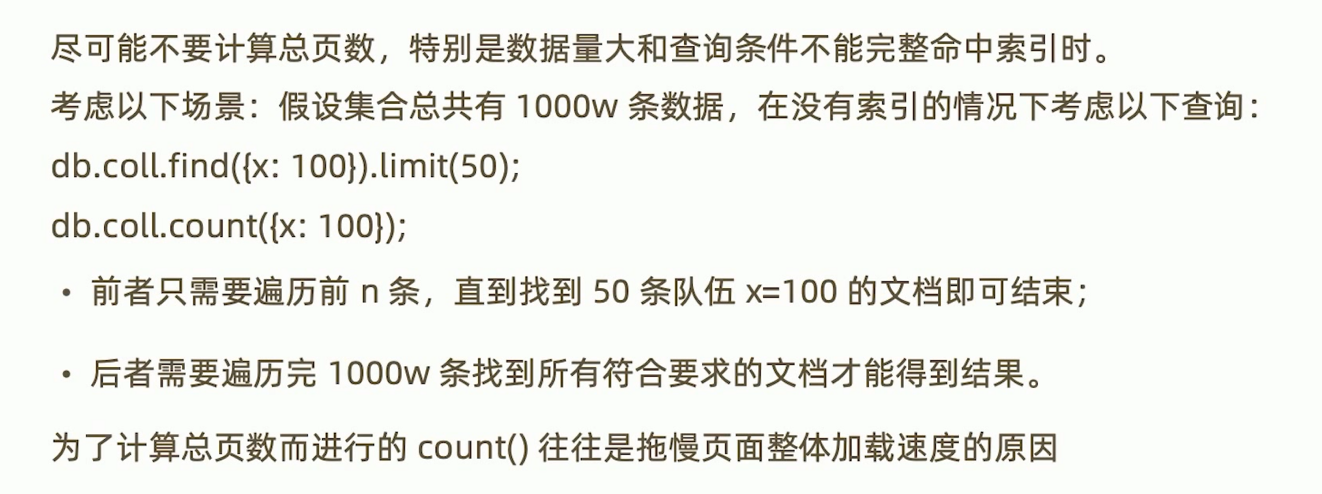 尽可能不要计算总页数，特别是数据量大和查询条件不能完整命中索引时。
考虑以下场景：假设集合总共有 1000w 条数据，在没有索引的情况下考虑以下查询：
db.coll.find({x: 100}).limit(50);
db.coll.count({x: 100});
• 前者只需要遍历前 n 条，直到找到 50 条队伍 x=100 的文档即可结束；
• 后者需要遍历完 1000w 条找到所有符合要求的文档才能得到结果。
为了计算总页数而进行的 count() 往往是拖慢页面整体加载速度的原因